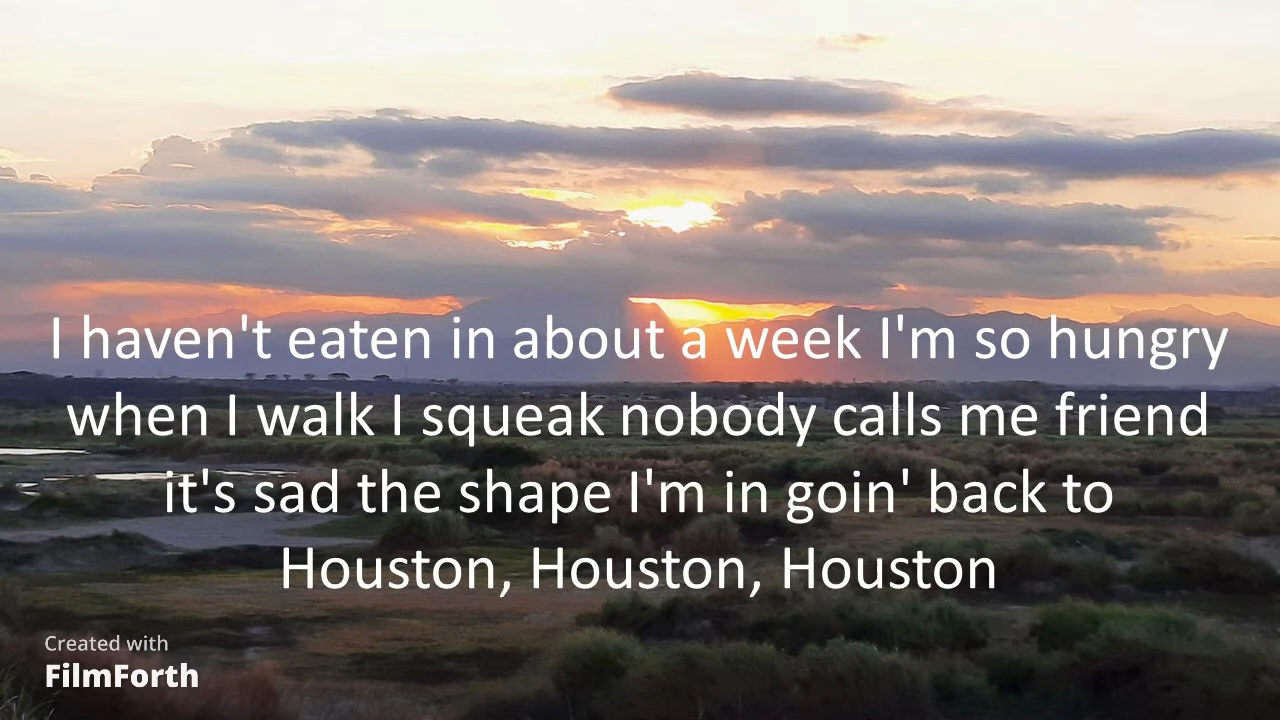 I haven't eaten in about a week I'm so hungry
when I walk I squeak nobody calls me friend
it's sad the shape I'm in goin' back to
Houston, Houston, Houston
Created with
FilmForth